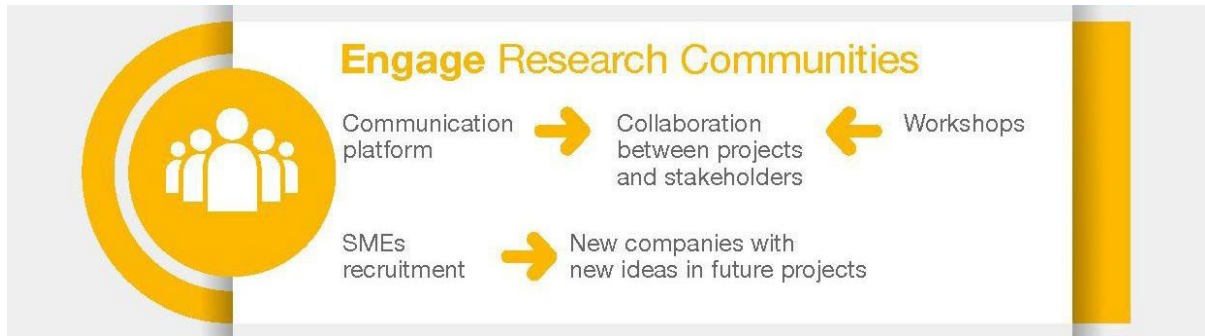 Engage Research Communities
Communication
platform
Collaboration
between projects
and stakeholders
Workshops
SMEs
recruitment
New companies with
new ideas in future projects